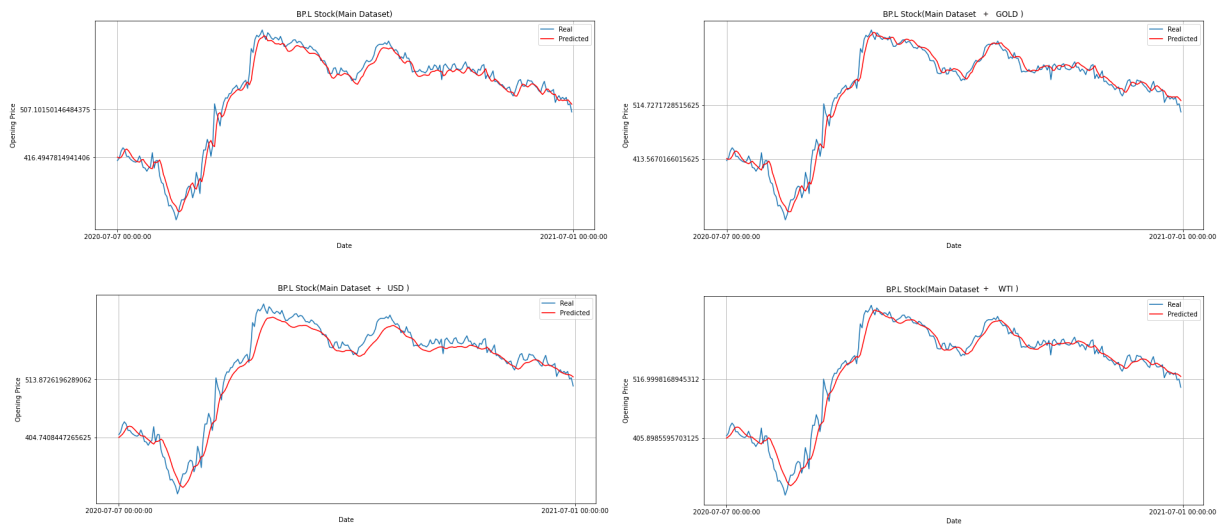 BP.L Stock(Main Dataset)
Real
Predicted
507.10150146484375
416.4947814941406
Opening Price
2020-07-07 00:00:00
2021-07-01 00:00:00
Date
BP.L Stock(Main Dataset + GOLD)
Real
Predicted
514.7271728515625
413.5670166015625
Opening Price
2020-07-07 00:00:00
2021-07-01 00:00:00
Date
BP.L Stock(Main Dataset + USD )
Real
Predicted
513.8726196289062
404.7408447265625
Opening Price
2020-07-07 00:00:00
2021-07-01 00:00:00
Date
BP.L Stock(Main Dataset + WTI )
Real
Predicted
516.9998168945312
405.8985595703125
Opening Price
2020-07-07 00:00:00
2021-07-01 00:00:00
Date